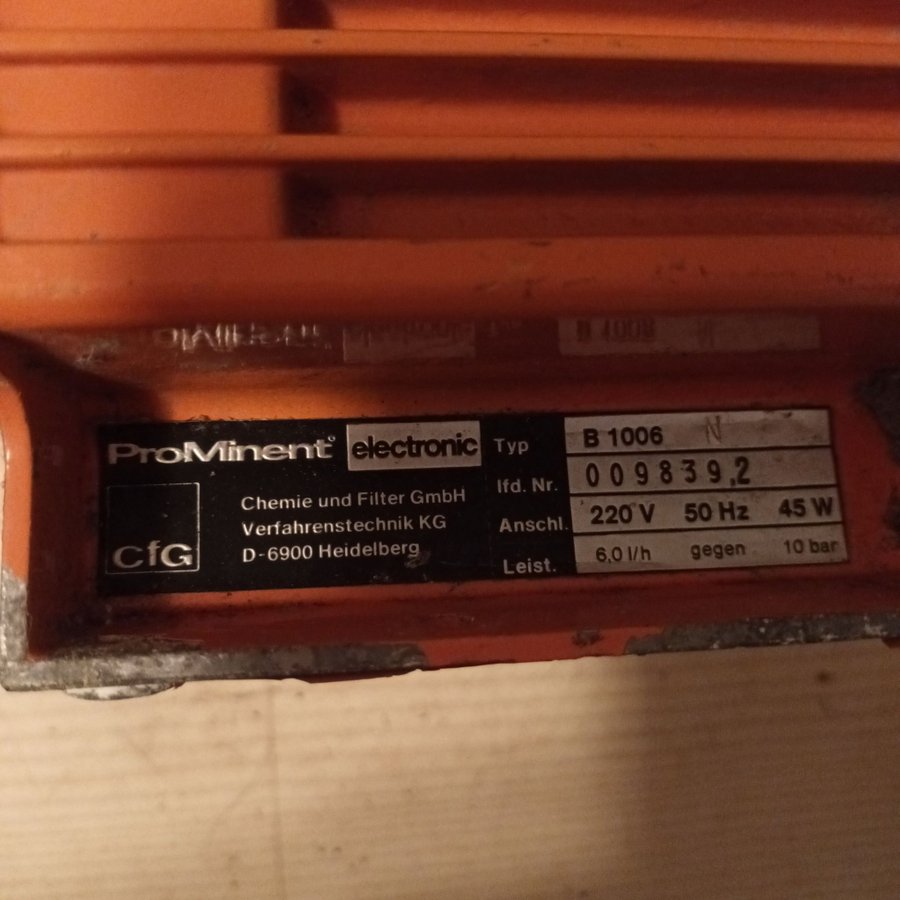 ProMinent® electronic
CfG
Chemie und Filter GmbH
Verfahrenstechnik KG
D-6900 Heidelberg
Typ B 1006 N
lfd. Nr. 009839,2
Anschl. 220 V 50 Hz 45 W
Leist. 6,0 l/h gegen 10 bar